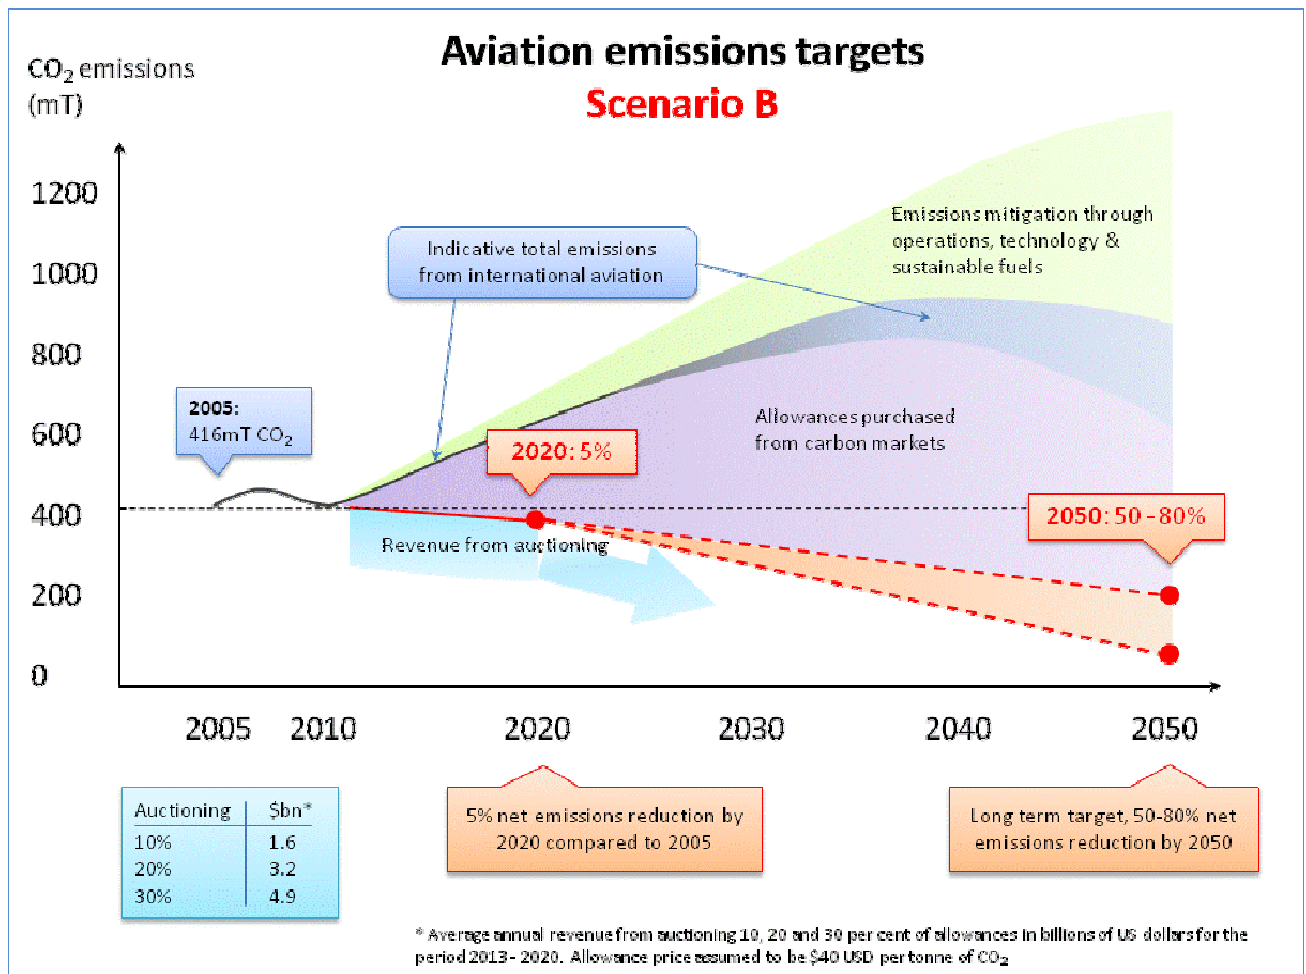 Aviation emissions targets
Scenario B
CO2 emissions
(mT)
1200
1000
800
600
400
200
0
Emissions mitigation through
operations, technology &
sustainable fuels
Indicative total emissions
from international aviation
2005:
416mT CO2
Allowances purchased
from carbon markets
2020: 5%
2050: 50 -80%
Revenue from auctioning
2005 2010 2020 2030 2040 2050
Auctioning $bn*
10% 1.6
20% 3.2
30% 4.9
5% net emissions reduction by
2020 compared to 2005
Long term target, 50-80% net
emissions reduction by 2050
* Average annual revenue from auctioning 10, 20 and 30 per cent of allowances in billions of US dollars for the
period 2013 - 2020. Allowance price assumed to be $40 USD per tonne of CO2